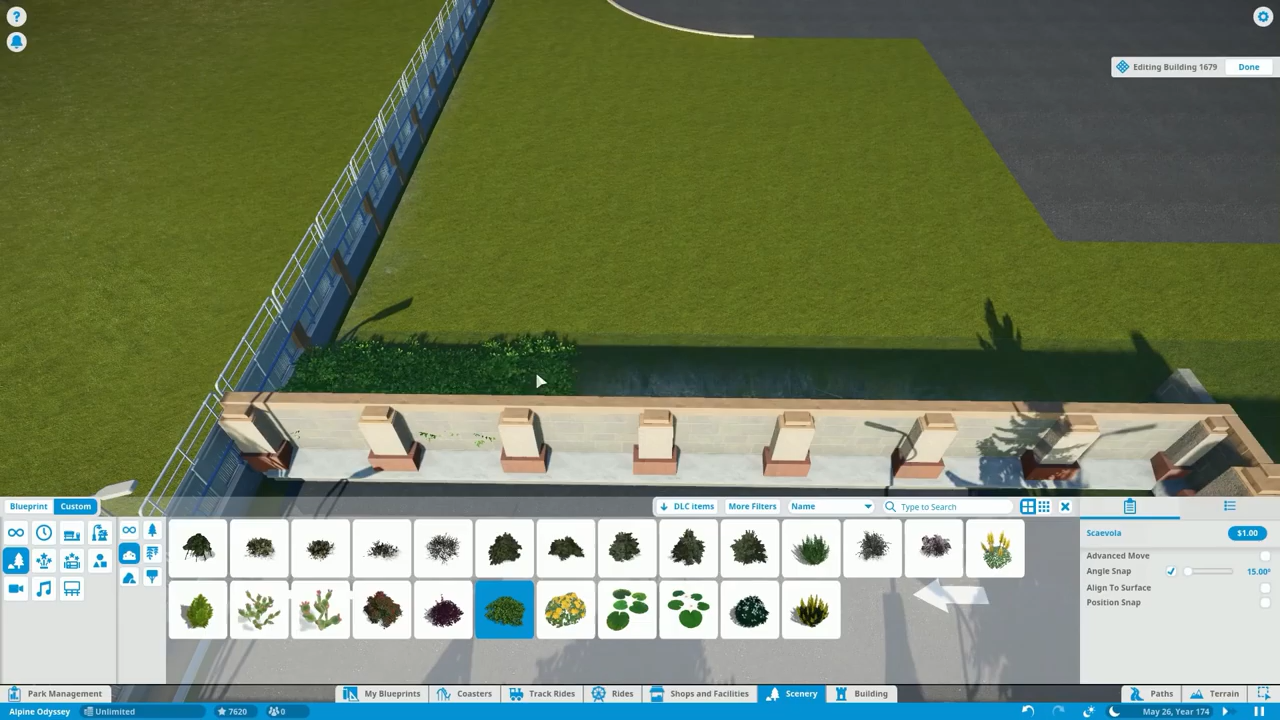 Editing Building 1679 Done
Blueprint Custom
DLC items More Filters Name Type to Search
Scaevola $1.00
Advanced Move
Angle Snap 15.00°
Align To Surface
Position Snap
Park Management My Blueprints Coasters Track Rides Rides Shops and Facilities Scenery Building Paths Terrain
Alpine Odyssey Unlimited 7620 0 May 26, Year 174